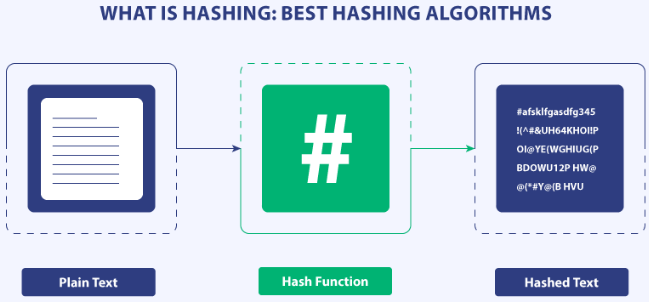 WHAT IS HASHING: BEST HASHING ALGORITHMS
#
#afsklfgasdfg345
!(^#&UH64KHOI!P
OI@YE(WGHIUG(P
BDOWU12P HW@
@(*#Y@(B HVU
Plain Text
Hash Function
Hashed Text